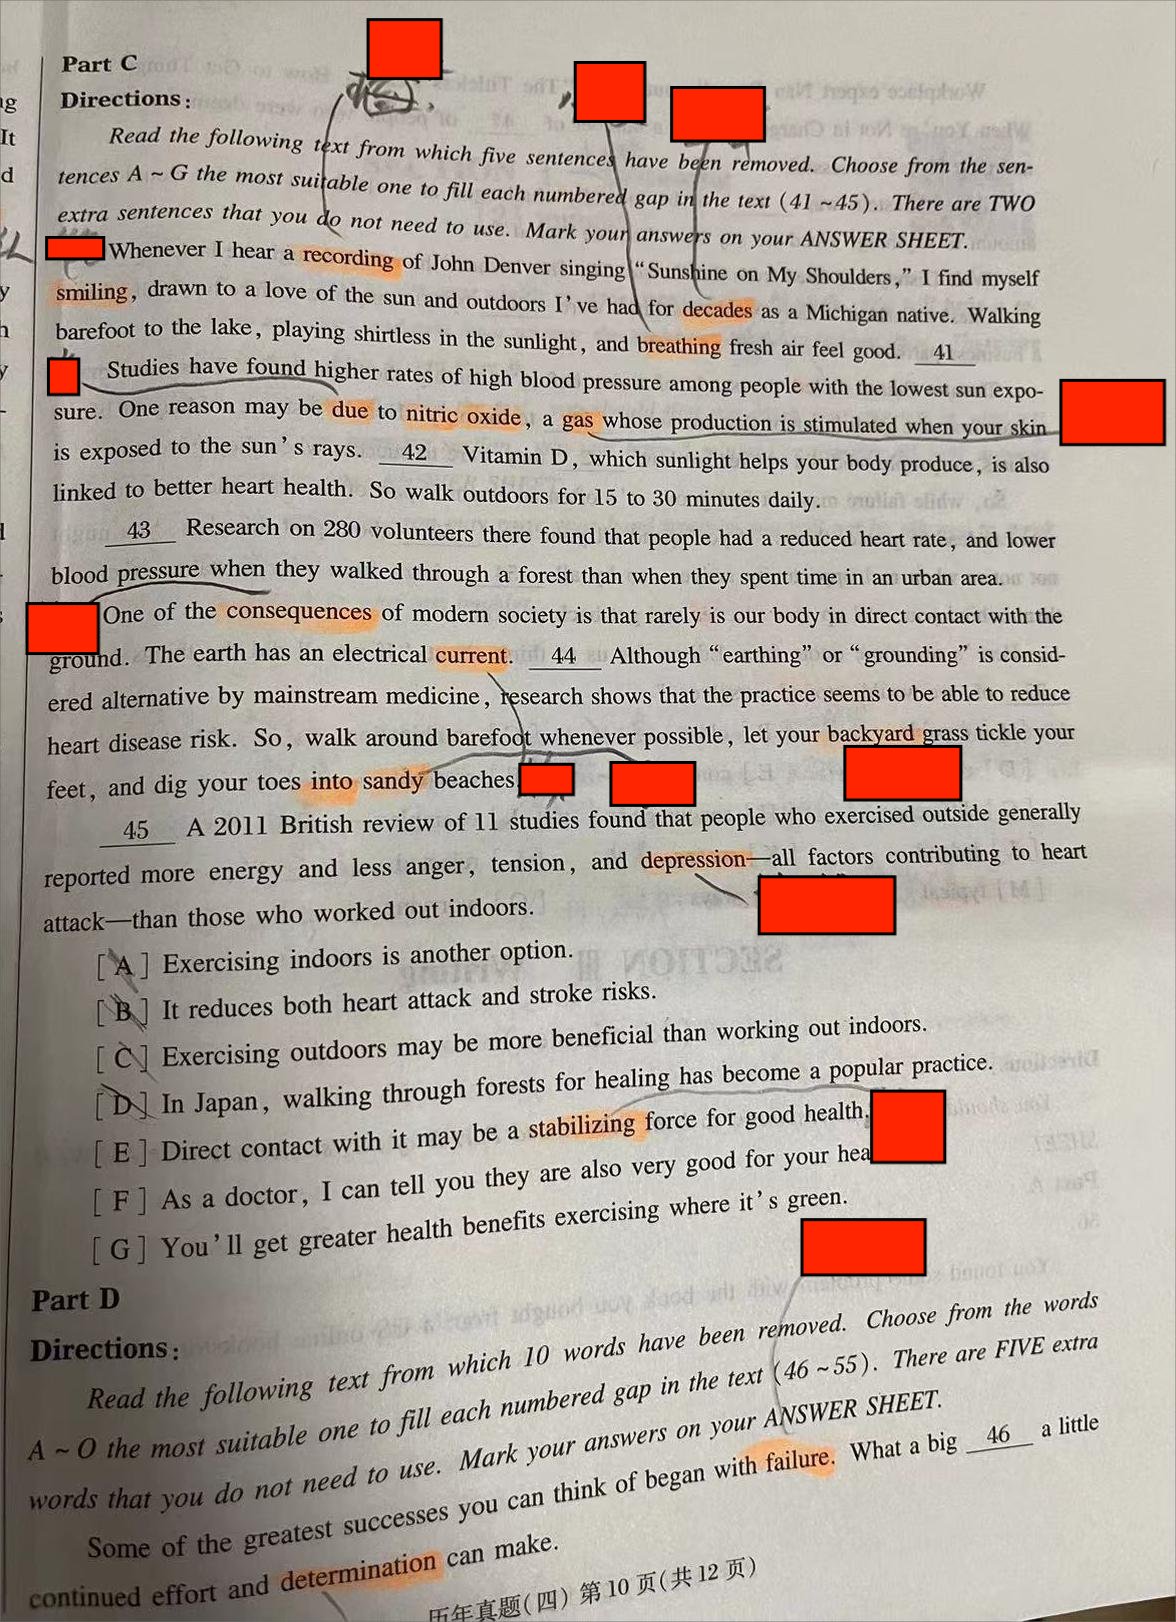 Part C
Directions:
Read the following text from which five sentences have been removed. Choose from the sen-
tences A ~ G the most suitable one to fill each numbered gap in the text (41 ~45). There are TWO
extra sentences that you do not need to use. Mark your answers on your ANSWER SHEET.
Whenever I hear a recording of John Denver singing “Sunshine on My Shoulders,” I find myself
smiling, drawn to a love of the sun and outdoors I’ve had for decades as a Michigan native. Walking
barefoot to the lake, playing shirtless in the sunlight, and breathing fresh air feel good. 41
Studies have found higher rates of high blood pressure among people with the lowest sun expo-
sure. One reason may be due to nitric oxide, a gas whose production is stimulated when your skin
is exposed to the sun’s rays. 42 Vitamin D, which sunlight helps your body produce, is also
linked to better heart health. So walk outdoors for 15 to 30 minutes daily.
43 Research on 280 volunteers there found that people had a reduced heart rate, and lower
blood pressure when they walked through a forest than when they spent time in an urban area.
One of the consequences of modern society is that rarely is our body in direct contact with the
ground. The earth has an electrical current. 44 Although “earthing” or “grounding” is consid-
ered alternative by mainstream medicine, research shows that the practice seems to be able to reduce
heart disease risk. So, walk around barefoot whenever possible, let your backyard grass tickle your
feet, and dig your toes into sandy beaches
45 A 2011 British review of 11 studies found that people who exercised outside generally
reported more energy and less anger, tension, and depression—all factors contributing to heart
attack—than those who worked out indoors.
[A] Exercising indoors is another option.
[B] It reduces both heart attack and stroke risks.
[C] Exercising outdoors may be more beneficial than working out indoors.
[D] In Japan, walking through forests for healing has become a popular practice.
[E] Direct contact with it may be a stabilizing force for good health.
[F] As a doctor, I can tell you they are also very good for your hea
[G] You’ll get greater health benefits exercising where it’s green.
Part D
Directions:
Read the following text from which 10 words have been removed. Choose from the words
A ~ O the most suitable one to fill each numbered gap in the text (46 ~55). There are FIVE extra
words that you do not need to use. Mark your answers on your ANSWER SHEET.
Some of the greatest successes you can think of began with failure. What a big 46 a little
continued effort and determination can make.
历年真题(四) 第10页(共12页)